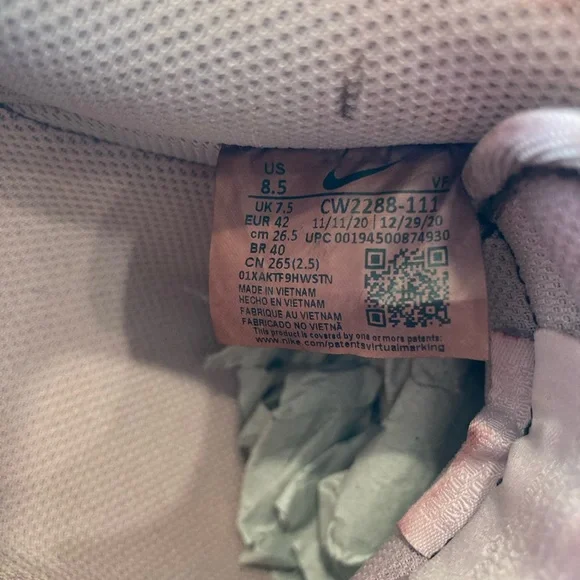 US
8.5
VF
UK 7.5
CW2288-111
EUR 42
11/11/20 | 12/29/20
cm 26.5
UPC 00194500874930
BR 40
CN 265(2.5)
01XAKTF9HWSTN
MADE IN VIETNAM
HECHO EN VIETNAM
FABRIQUE AU VIETNAM
FABRICADO NO VIETNÃ
This product is covered by one or more patents:
www.nike.com/patentsvirtualmarking